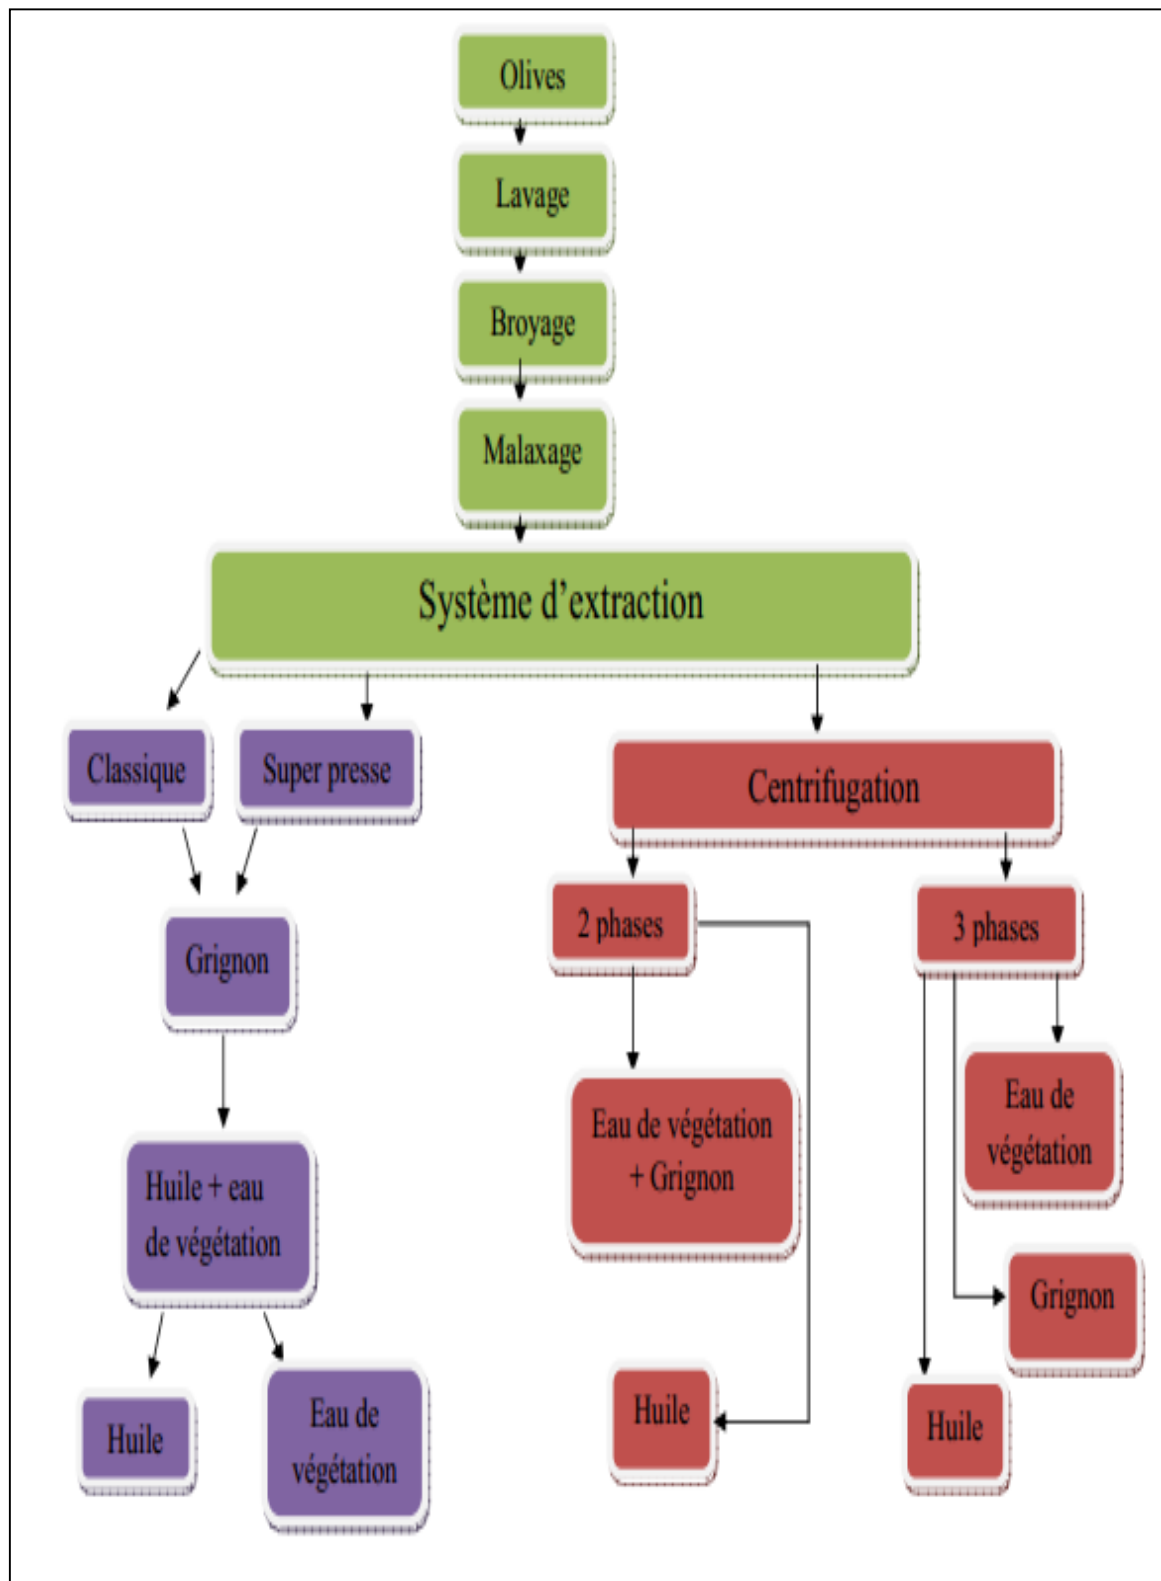 Olives
Lavage
Broyage
Malaxage
Système d’extraction
Classique
Super presse
Centrifugation
Grignon
2 phases
3 phases
Huile + eau
de végétation
Eau de végétation
+ Grignon
Eau de
végétation
Grignon
Huile
Eau de
végétation
Huile
Huile